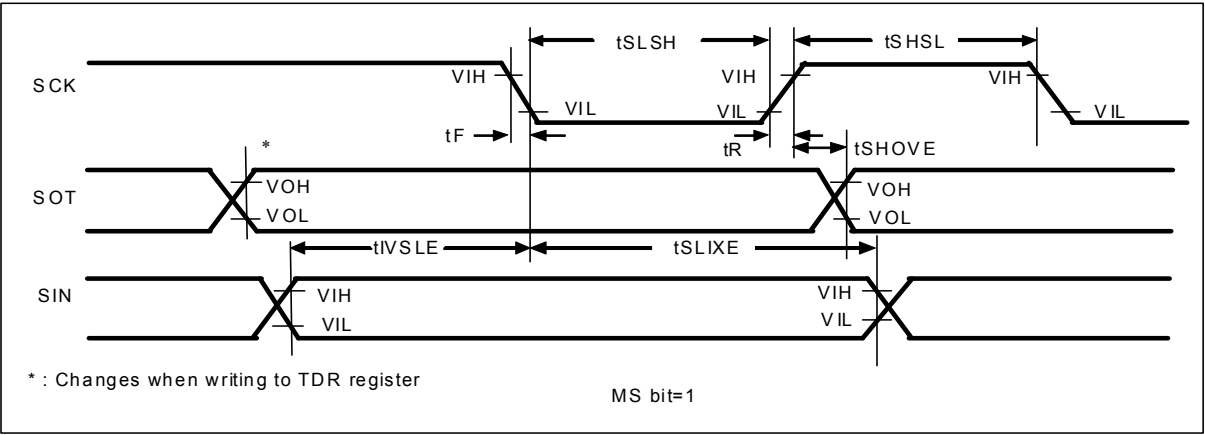 tSLSH
tSHSL
SCK
VIH
VIL
VIH
VIL
VIH
VIL
tF
tR
tSHOVE
*
SOT
VOH
VOL
VOH
VOL
tIVSLE
tSLIXE
SIN
VIH
VIL
VIH
VIL
* : Changes when writing to TDR register
MS bit=1